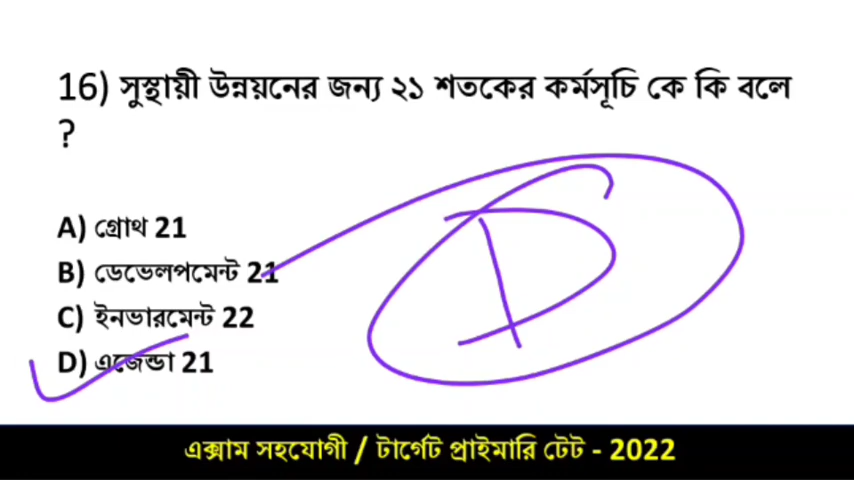 16) সুস্থায়ী উন্নয়নের জন্য ২১ শতকের কর্মসূচি কে কি বলে
?
A) গ্রোথ 21
B) ডেভেলপমেন্ট 21
C) ইনভারমেন্ট 22
D) এজেন্ডা 21
D
এক্সাম সহযোগী / টার্গেট প্রাইমারি টেট - 2022